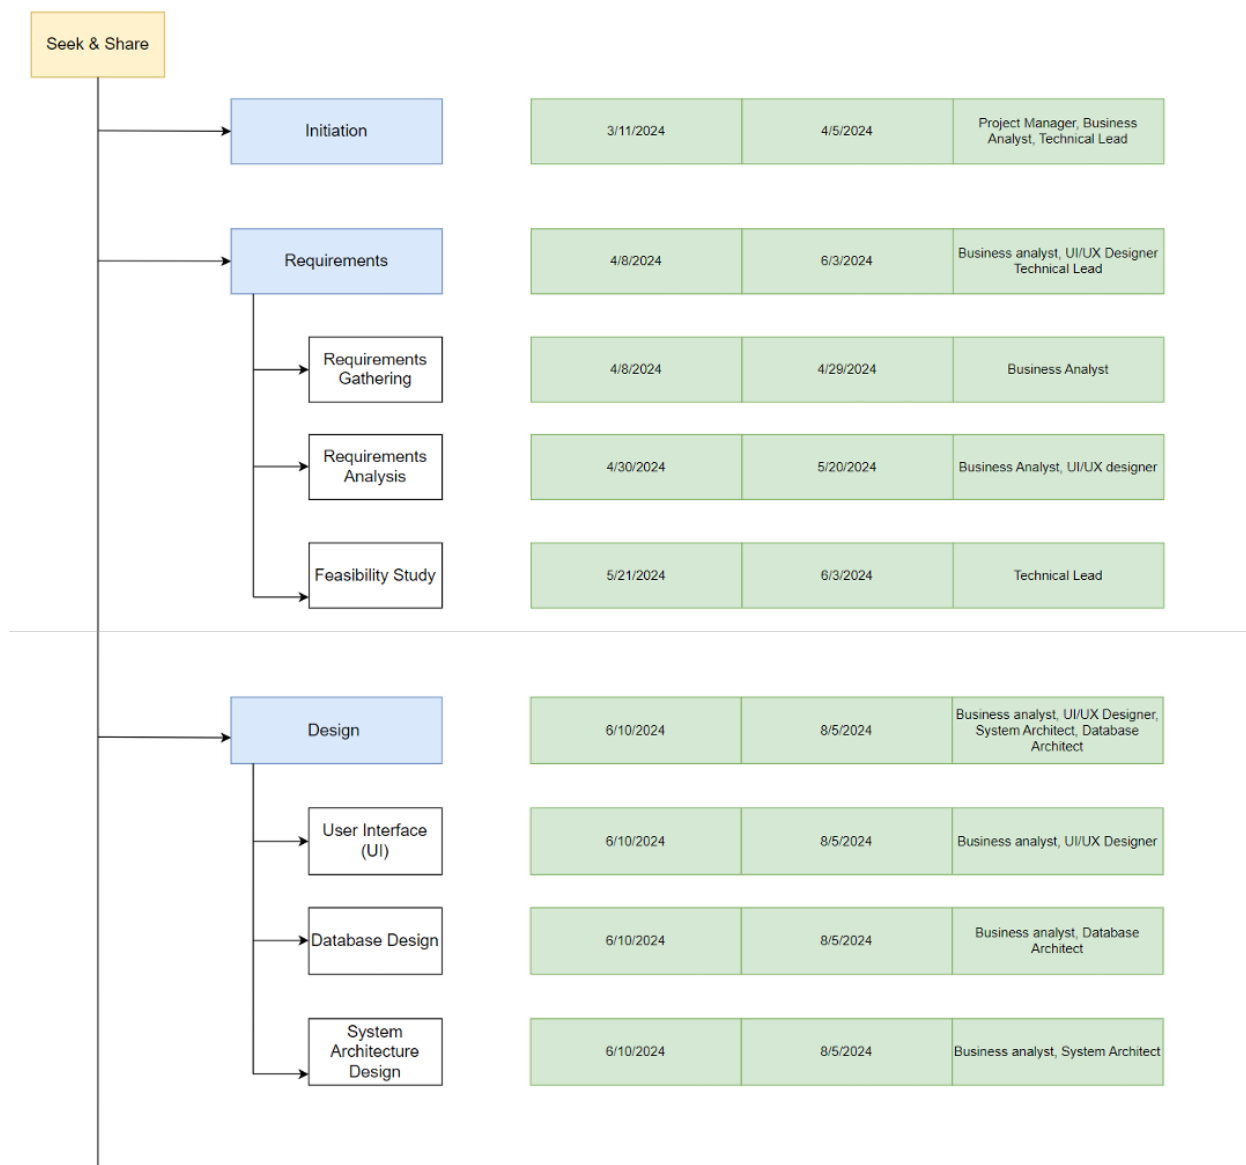 Seek & Share
Initiation
3/11/2024
4/5/2024
Project Manager, Business
Analyst, Technical Lead
Requirements
4/8/2024
6/3/2024
Business analyst, UI/UX Designer
Technical Lead
Requirements
Gathering
4/8/2024
4/29/2024
Business Analyst
Requirements
Analysis
4/30/2024
5/20/2024
Business Analyst, UI/UX designer
Feasibility Study
5/21/2024
6/3/2024
Technical Lead
Design
6/10/2024
8/5/2024
Business analyst, UI/UX Designer,
System Architect, Database
Architect
User Interface
(UI)
6/10/2024
8/5/2024
Business analyst, UI/UX Designer
Database Design
6/10/2024
8/5/2024
Business analyst, Database
Architect
System
Architecture
Design
6/10/2024
8/5/2024
Business analyst, System Architect